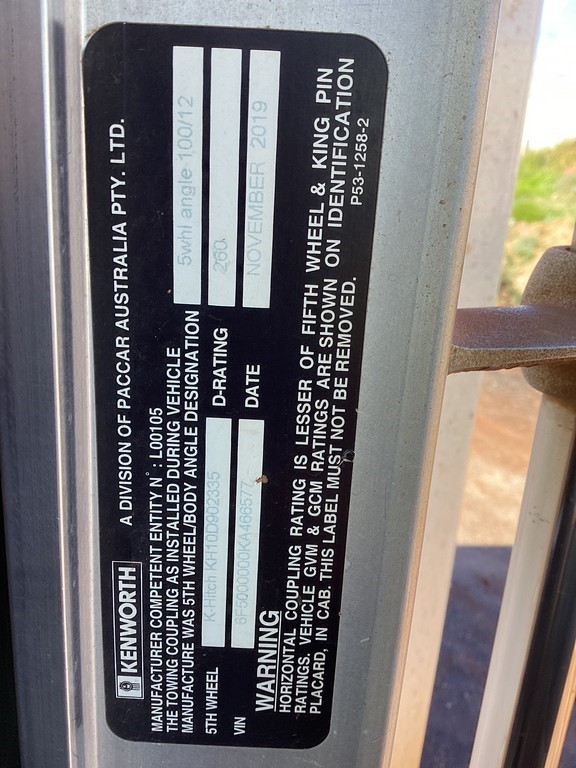 KENWORTH A DIVISION OF PACCAR AUSTRALIA PTY. LTD.
MANUFACTURER COMPETENT ENTITY N° : L00105
THE TOWING COUPLING AS INSTALLED DURING VEHICLE
MANUFACTURE WAS 5TH WHEEL/BODY ANGLE DESIGNATION 5whl angle 100/12
5TH WHEEL K-Hitch KH10D902335 D-RATING 260
VIN 6F5000000KA466577 DATE NOVEMBER 2019
WARNING
HORIZONTAL COUPLING RATING IS LESSER OF FIFTH WHEEL & KING PIN
RATINGS. VEHICLE GVM & GCM RATINGS ARE SHOWN ON IDENTIFICATION
PLACARD, IN CAB. THIS LABEL MUST NOT BE REMOVED. P53-1258-2